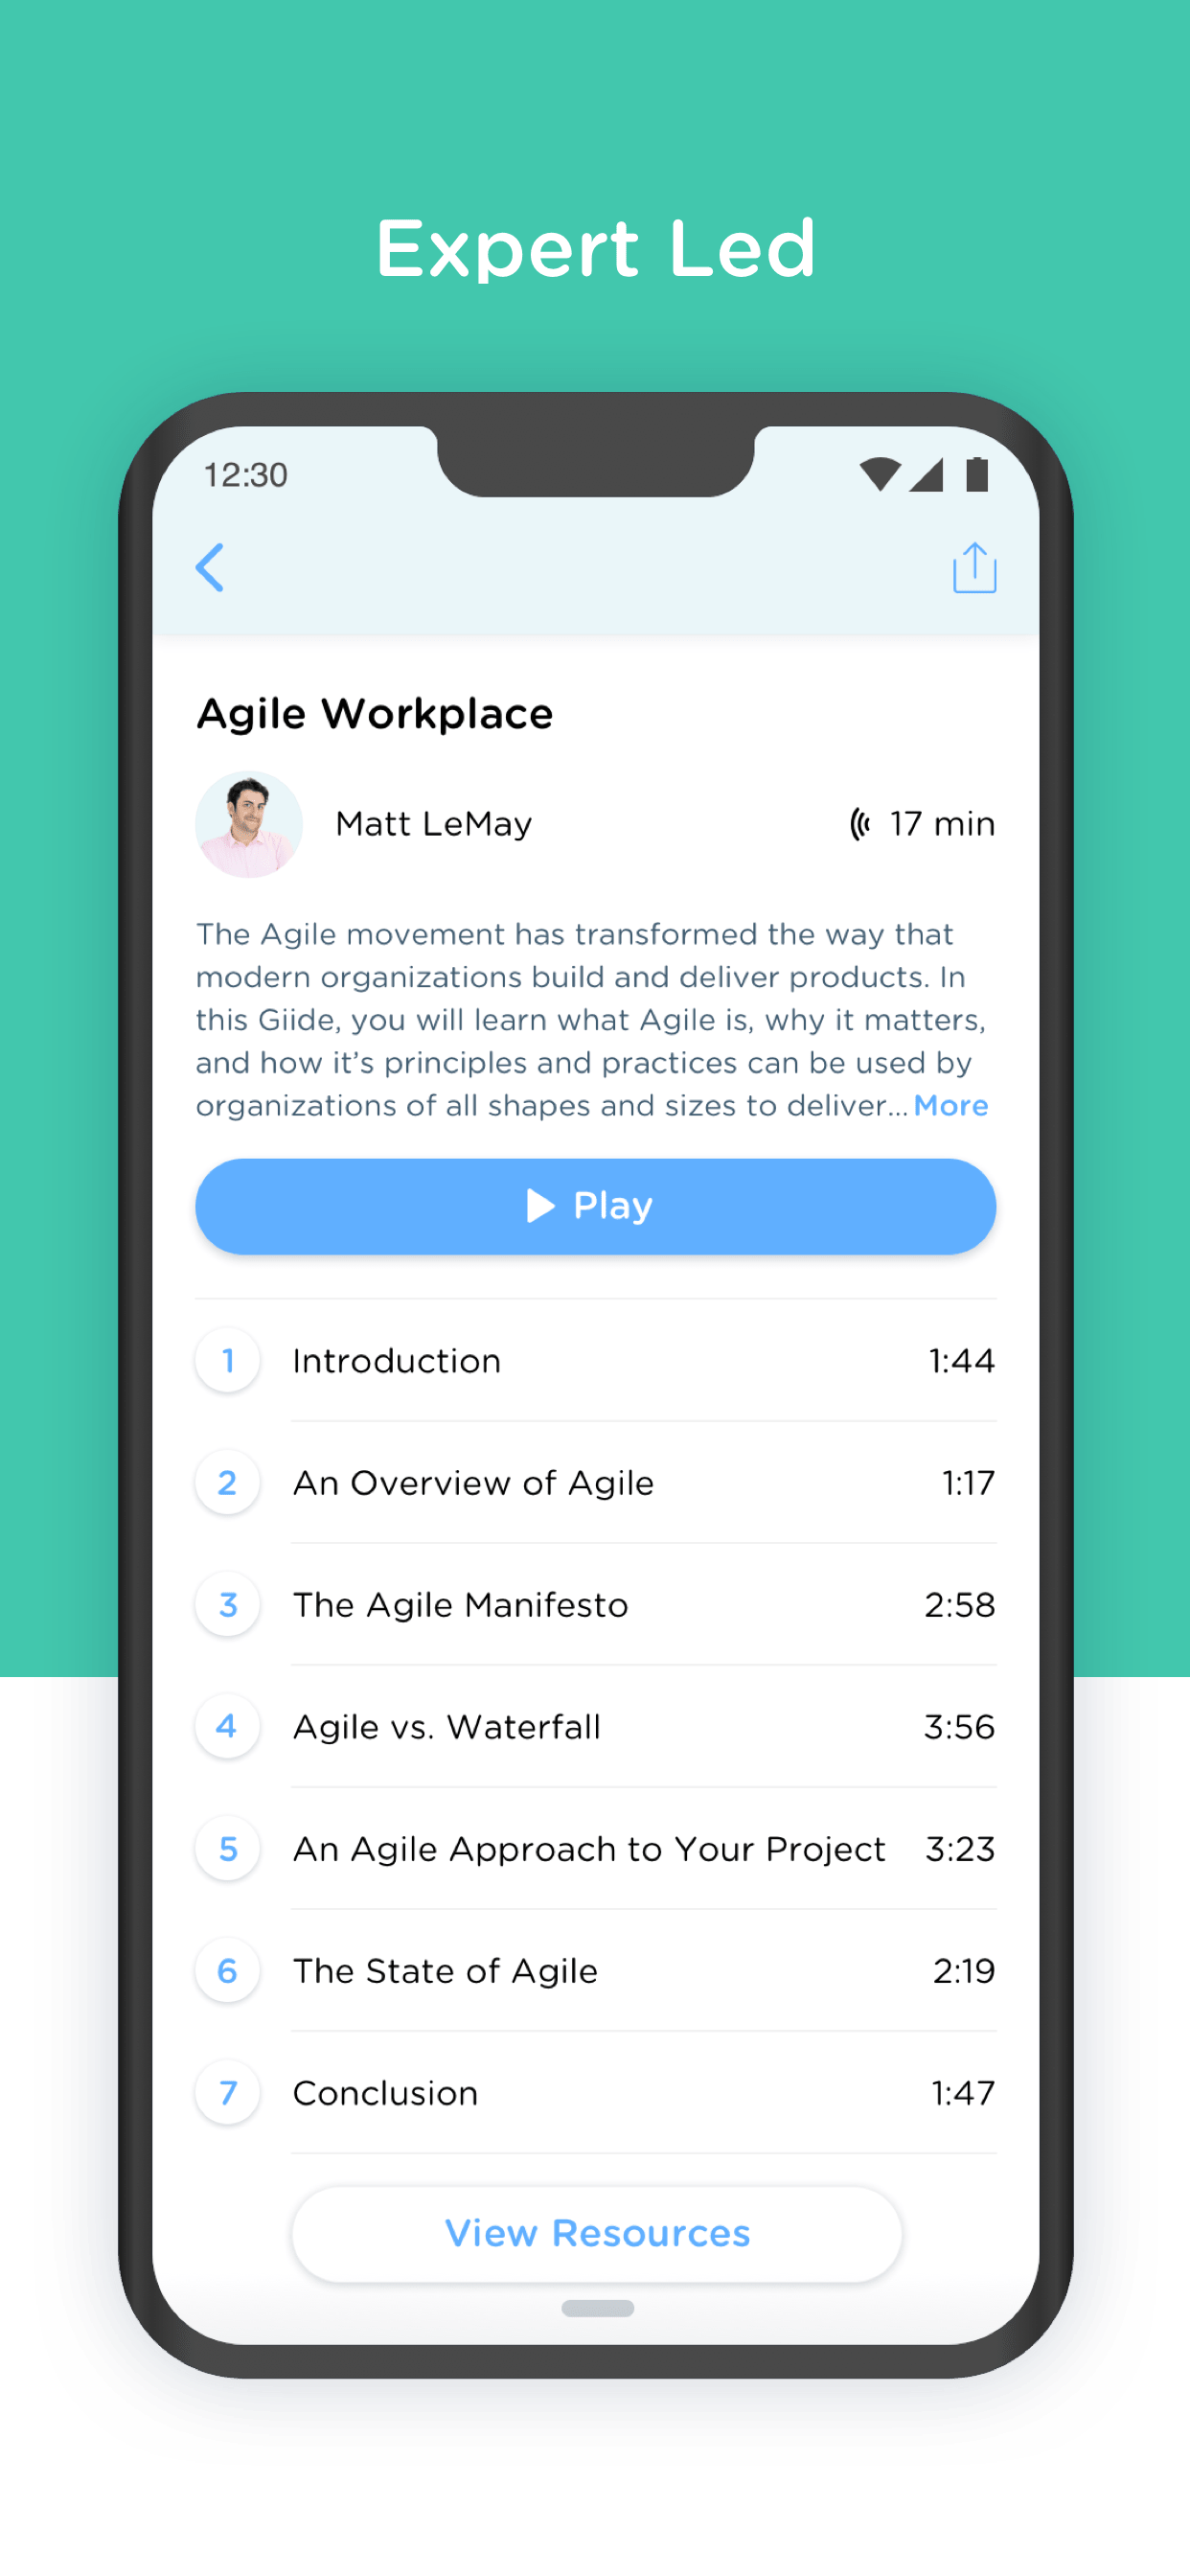 Expert Led
12:30
Agile Workplace
Matt LeMay
17 min
The Agile movement has transformed the way that
modern organizations build and deliver products. In
this Giide, you will learn what Agile is, why it matters,
and how it’s principles and practices can be used by
organizations of all shapes and sizes to deliver... More
Play
1 Introduction 1:44
2 An Overview of Agile 1:17
3 The Agile Manifesto 2:58
4 Agile vs. Waterfall 3:56
5 An Agile Approach to Your Project 3:23
6 The State of Agile 2:19
7 Conclusion 1:47
View Resources